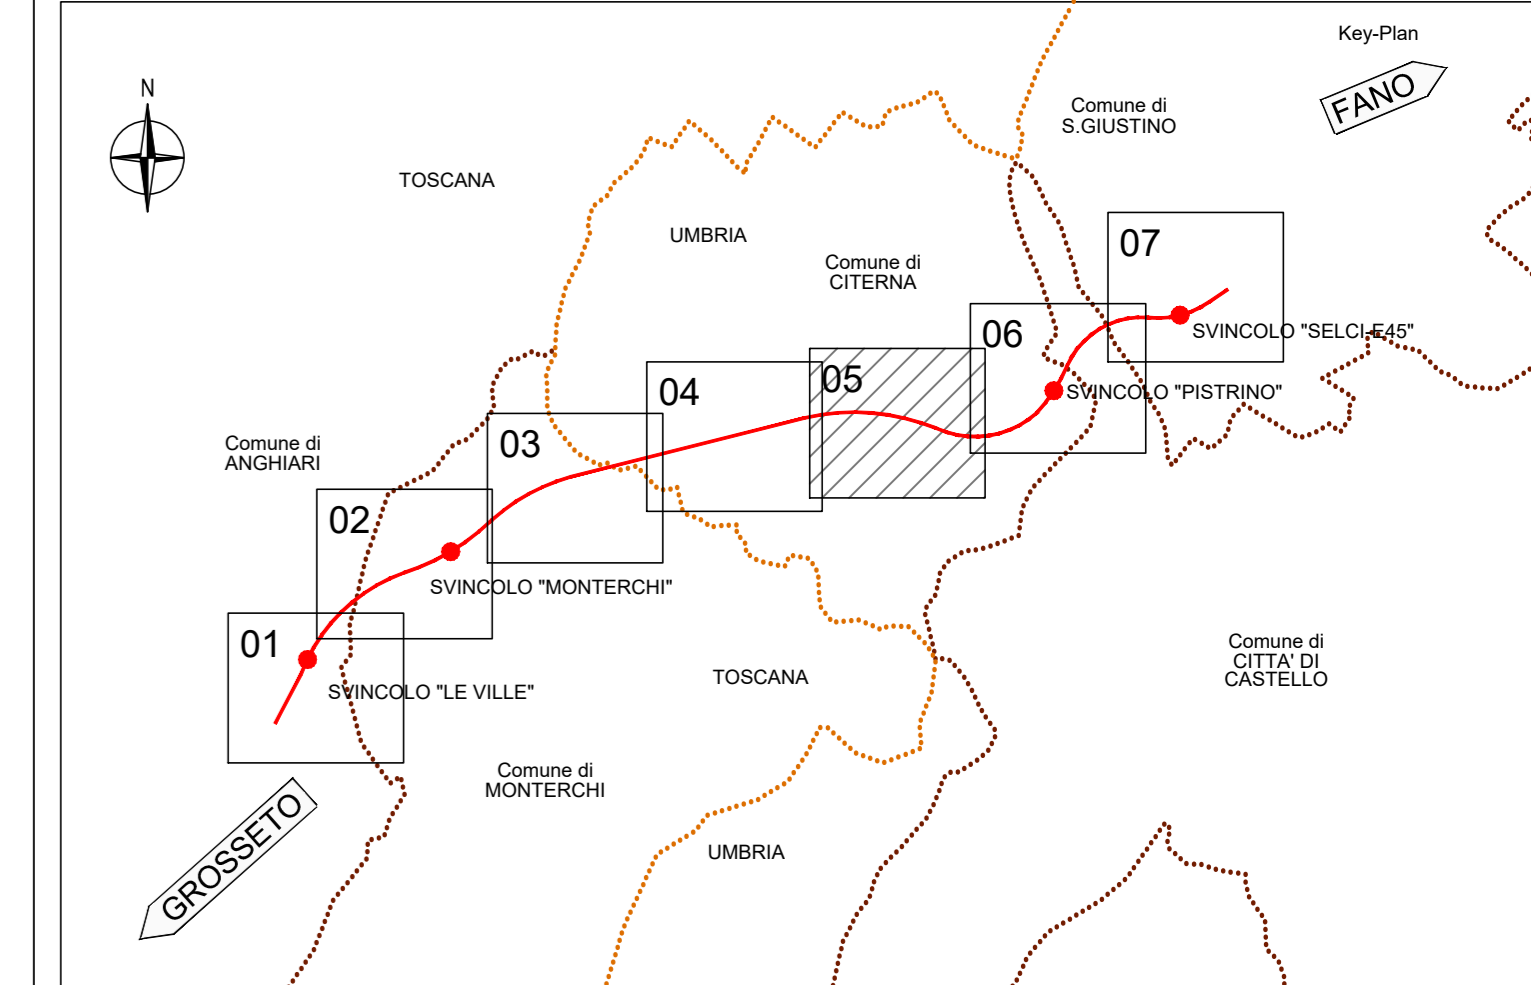 Key-Plan
FANO
N
Comune di
S.GIUSTINO
TOSCANA
UMBRIA
Comune di
CITERNA
07
SVINCOLO "SELCI-E45"
06
SVINCOLO "PISTRINO"
05
04
03
Comune di
ANGHIARI
02
SVINCOLO "MONTERCHI"
01
SVINCOLO "LE VILLE"
TOSCANA
Comune di
CITTA' DI
CASTELLO
Comune di
MONTERCHI
UMBRIA
GROSSETO